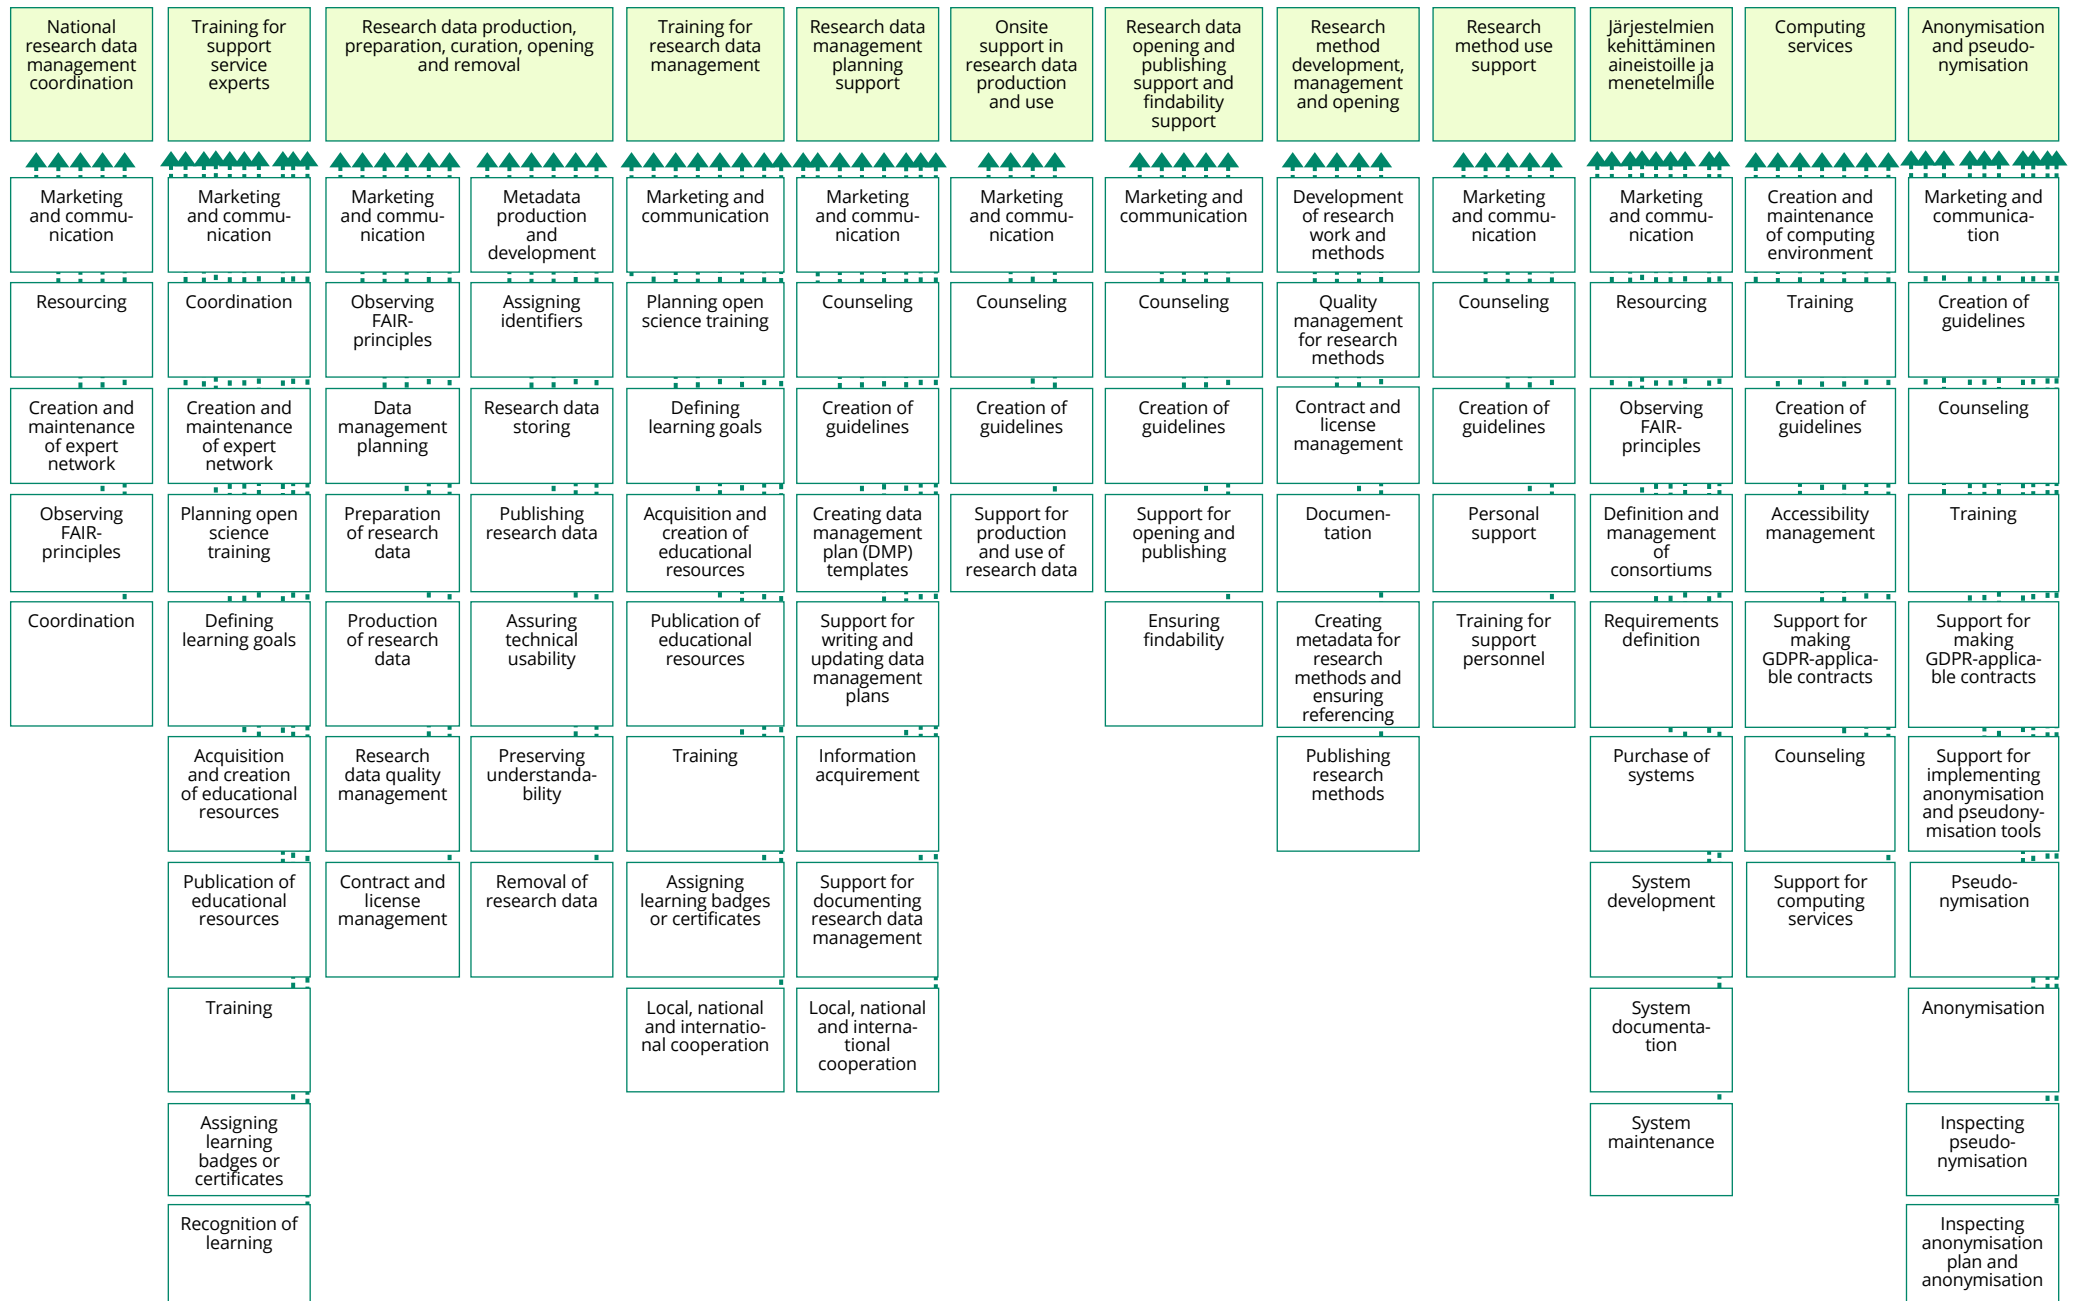 National
research data
management
coordination
Training for
support
service
experts
Research data production,
preparation, curation, opening
and removal
Training for
research data
management
Research data
management
planning
support
Onsite
support in
research data
production
and use
Research data
opening and
publishing
support and
findability
support
Research
method
development,
management
and opening
Research
method use
support
Järjestelmien
kehittäminen
aineistoille ja
menetelmille
Computing
services
Anonymisation
and pseudo-
nymisation
Marketing
and commu-
nication
Resourcing
Creation and
maintenance
of expert
network
Observing
FAIR-
principles
Coordination
Marketing
and commu-
nication
Coordination
Creation and
maintenance
of expert
network
Planning open
science
training
Defining
learning goals
Acquisition
and creation
of educational
resources
Publication of
educational
resources
Training
Assigning
learning
badges or
certificates
Recognition of
learning
Marketing
and commu-
nication
Observing
FAIR-
principles
Data
management
planning
Preparation
of research
data
Production
of research
data
Research
data quality
management
Contract and
license
management
Metadata
production
and
development
Assigning
identifiers
Research data
storing
Publishing
research data
Assuring
technical
usability
Preserving
understanda-
bility
Removal of
research data
Marketing and
communication
Planning open
science training
Defining
learning goals
Acquisition and
creation of
educational
resources
Publication of
educational
resources
Training
Assigning
learning badges
or certificates
Local, national
and internatio-
nal cooperation
Marketing
and commu-
nication
Counseling
Creation of
guidelines
Creating data
management
plan (DMP)
templates
Support for
writing and
updating data
management
plans
Information
acquirement
Support for
documenting
research data
management
Local, national
and interna-
tional
cooperation
Marketing
and commu-
nication
Counseling
Creation of
guidelines
Support for
production
and use of
research data
Marketing and
communication
Counseling
Creation of
guidelines
Support for
opening and
publishing
Ensuring
findability
Development
of research
work and
methods
Quality
management
for research
methods
Contract and
license
management
Documen-
tation
Creating
metadata for
research
methods and
ensuring
referencing
Publishing
research
methods
Marketing
and commu-
nication
Counseling
Creation of
guidelines
Personal
support
Training for
support
personnel
Marketing
and commu-
nication
Resourcing
Observing
FAIR-
principles
Definition and
management
of
consortiums
Requirements
definition
Purchase of
systems
System
development
System
documenta-
tion
System
maintenance
Creation and
maintenance
of computing
environment
Training
Creation of
guidelines
Accessibility
management
Support for
making
GDPR-applica-
ble contracts
Counseling
Support for
computing
services
Marketing and
communica-
tion
Creation of
guidelines
Counseling
Training
Support for
making
GDPR-applica-
ble contracts
Support for
implementing
anonymisation
and pseudony-
misation tools
Pseudo-
nymisation
Anonymisation
Inspecting
pseudo-
nymisation
Inspecting
anonymisation
plan and
anonymisation